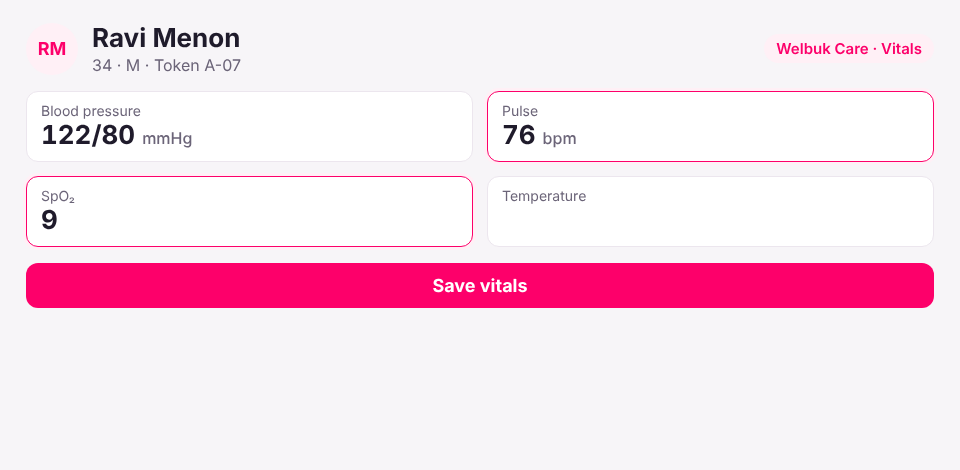 RM
Ravi Menon
34 · M · Token A-07
Welbuk Care · Vitals
Blood pressure
122/80 mmHg
Pulse
76 bpm
SpO₂
9
Temperature
Save vitals